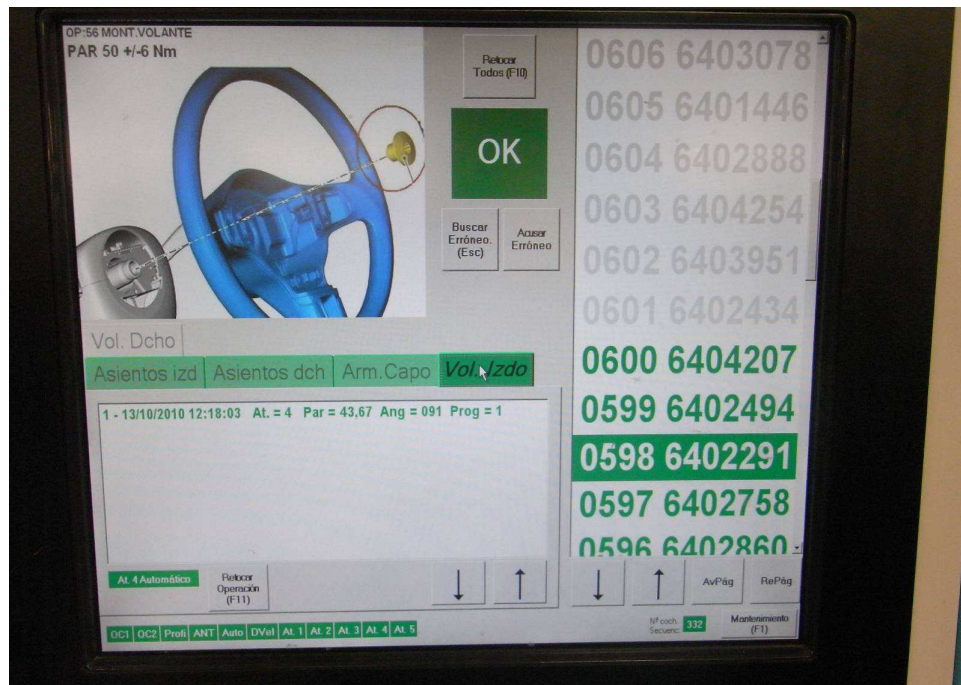 OP:56 MONT.VOLANTE
PAR 50 +/-6 Nm
Retocar
Todos (F10)
OK
Buscar
Erróneo.
(Esc)
Acusar
Erróneo
Vol. Dcho
Asientos izd
Asientos dch
Arm.Capo
Vol. Izdo
1 - 13/10/2010 12:18:03 At. = 4 Par = 43,67 Ang = 091 Prog = 1
At. 4 Automático
Retocar
Operación
(F11)
0606 6403078
0605 6401446
0604 6402888
0603 6404254
0602 6403951
0601 6402434
0600 6404207
0599 6402494
0598 6402291
0597 6402758
0596 6402860
AvPág
RePág
OC1 OC2 Profi ANT Auto DVel At. 1 At. 2 At. 3 At. 4 At. 5
Nº coch.
Secuenc.
332
Mantenimiento
(F1)